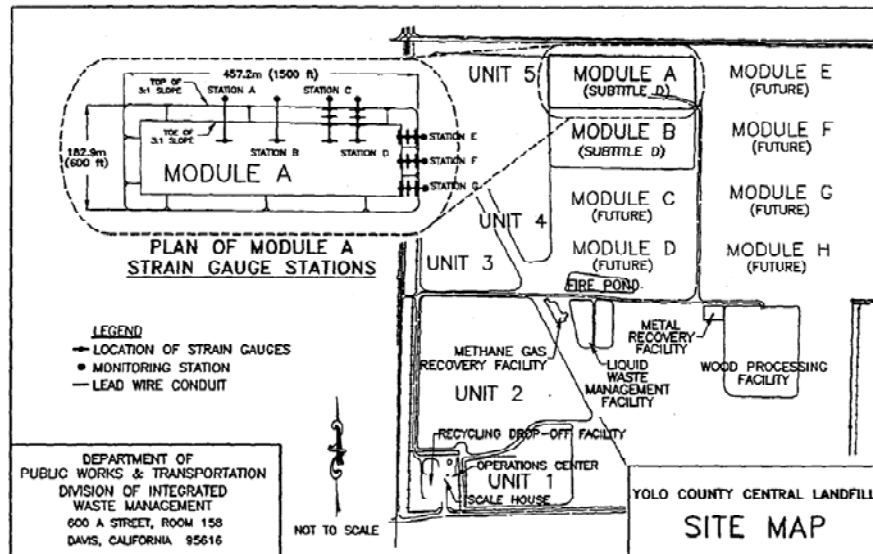 457.2m (1500 ft)
TOP OF
3:1 SLOPE
STATION A
STATION C
TOE OF
3:1 SLOPE
182.9m
(600 ft)
STATION B
STATION D
STATION E
STATION F
STATION G
MODULE A
PLAN OF MODULE A
STRAIN GAUGE STATIONS
LEGEND
LOCATION OF STRAIN GAUGES
MONITORING STATION
LEAD WIRE CONDUIT
UNIT 5
MODULE A
(SUBTITLE D)
MODULE E
(FUTURE)
MODULE B
(SUBTITLE D)
MODULE F
(FUTURE)
MODULE C
(FUTURE)
MODULE G
(FUTURE)
UNIT 4
MODULE D
(FUTURE)
MODULE H
(FUTURE)
UNIT 3
FIRE POND
METHANE GAS
RECOVERY FACILITY
LIQUID
WASTE
MANAGEMENT
FACILITY
METAL
RECOVERY
FACILITY
WOOD PROCESSING
FACILITY
UNIT 2
RECYCLING DROP-OFF FACILITY
OPERATIONS CENTER
UNIT 1
SCALE HOUSE
NOT TO SCALE
DEPARTMENT OF
PUBLIC WORKS & TRANSPORTATION
DIVISION OF INTEGRATED
WASTE MANAGEMENT
600 A STREET, ROOM 158
DAVIS, CALIFORNIA 95616
YOLO COUNTY CENTRAL LANDFILL
SITE MAP